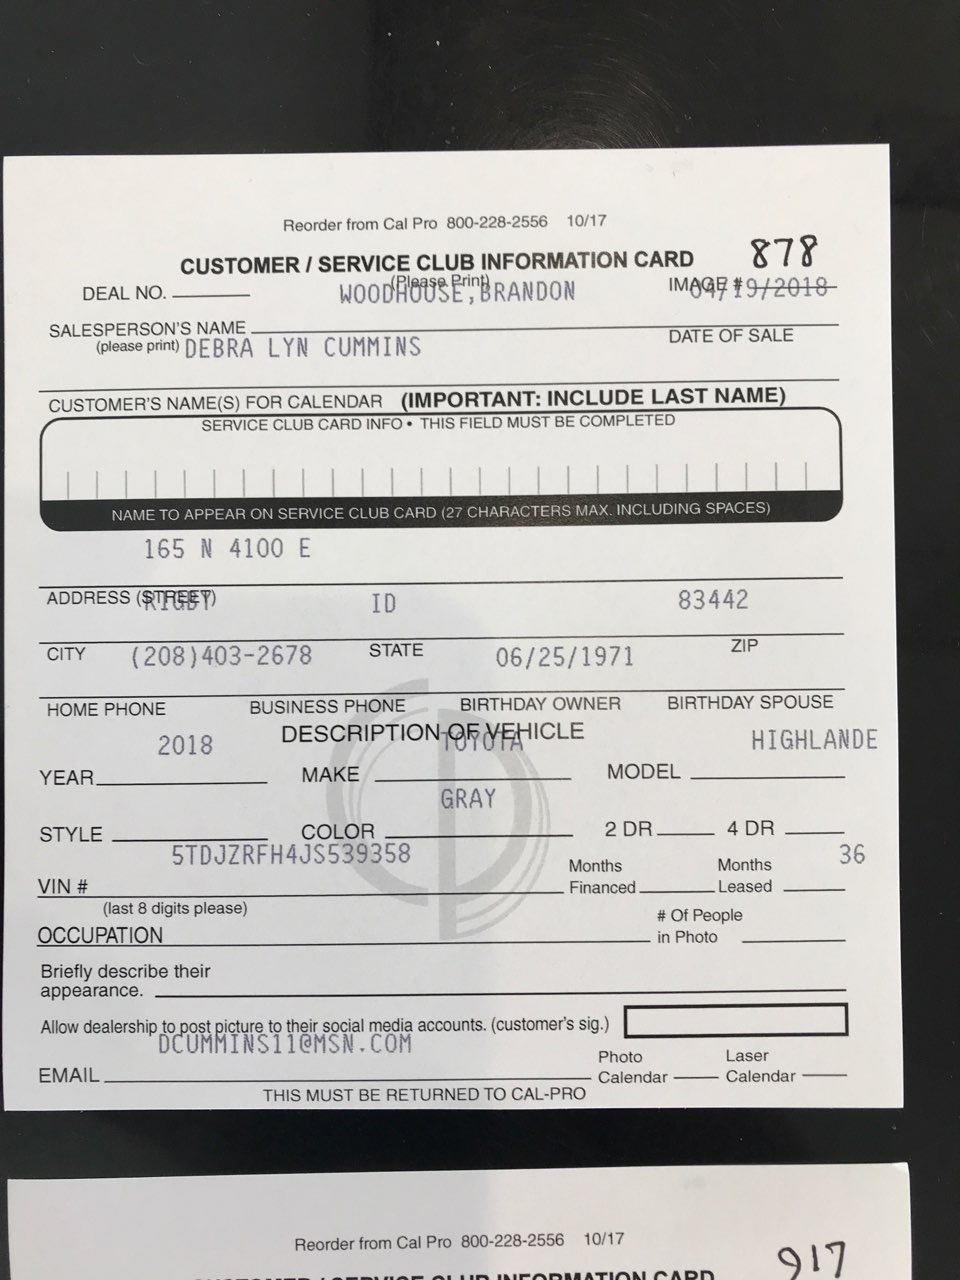 Reorder from Cal Pro 800-228-2556 10/17
CUSTOMER / SERVICE CLUB INFORMATION CARD 878
(Please Print)
DEAL NO. WOODHOUSE,BRANDON IMAGE # 04/19/2018
SALESPERSON'S NAME DATE OF SALE
(please print) DEBRA LYN CUMMINS
CUSTOMER'S NAME(S) FOR CALENDAR (IMPORTANT: INCLUDE LAST NAME)
SERVICE CLUB CARD INFO • THIS FIELD MUST BE COMPLETED
NAME TO APPEAR ON SERVICE CLUB CARD (27 CHARACTERS MAX. INCLUDING SPACES)
165 N 4100 E
ADDRESS (STREET) RIGBY ID 83442
CITY (208)403-2678 STATE 06/25/1971 ZIP
HOME PHONE BUSINESS PHONE BIRTHDAY OWNER BIRTHDAY SPOUSE
DESCRIPTION OF VEHICLE
2018 TOYOTA HIGHLANDE
YEAR MAKE MODEL
GRAY
STYLE COLOR 2 DR 4 DR
5TDJZRFH4JS539358 36
VIN # Months Financed Months Leased
(last 8 digits please)
OCCUPATION # Of People in Photo
Briefly describe their
appearance.
Allow dealership to post picture to their social media accounts. (customer's sig.)
DCUMMINS11@MSN.COM
EMAIL Photo Calendar Laser Calendar
THIS MUST BE RETURNED TO CAL-PRO
Reorder from Cal Pro 800-228-2556 10/17
917
CUSTOMER / SERVICE CLUB INFORMATION CARD